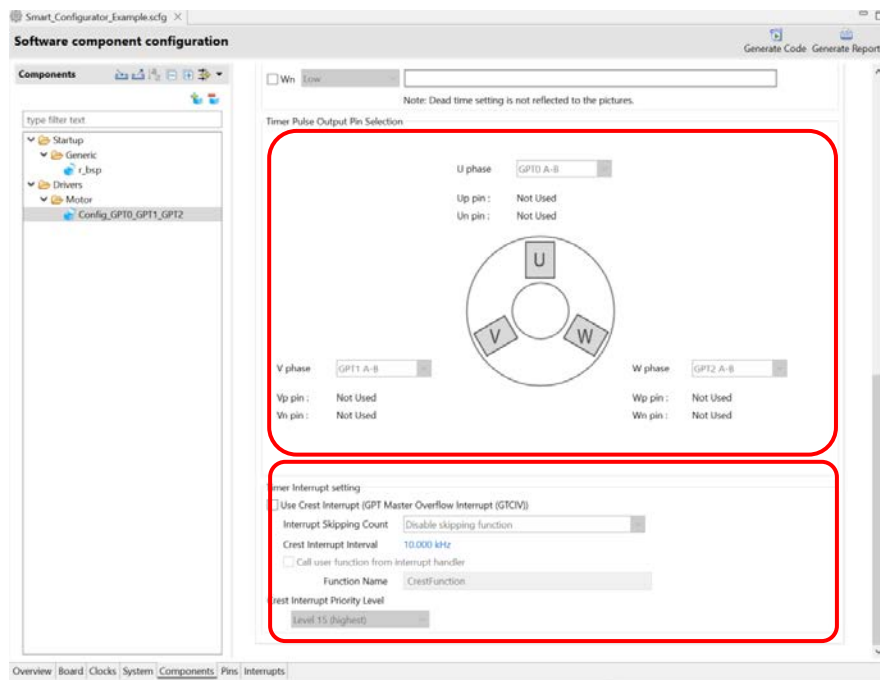 Smart_Configurator_Example.scfg
Software component configuration
Generate Code Generate Report
Components
type filter text
Startup
Generic
r_bsp
Drivers
Motor
Config_GPT0_GPT1_GPT2
Wn Low
Note: Dead time setting is not reflected to the pictures.
Timer Pulse Output Pin Selection
U phase GPT0 A-B
Up pin : Not Used
Un pin : Not Used
U
V W
V phase GPT1 A-B W phase GPT2 A-B
Vp pin : Not Used Wp pin : Not Used
Vn pin : Not Used Wn pin : Not Used
Timer Interrupt setting
Use Crest Interrupt (GPT Master Overflow Interrupt (GTCIV))
Interrupt Skipping Count Disable skipping function
Crest Interrupt Interval 10.000 kHz
Call user function from interrupt handler
Function Name CrestFunction
Crest Interrupt Priority Level
Level 15 (highest)
Overview Board Clocks System Components Pins Interrupts